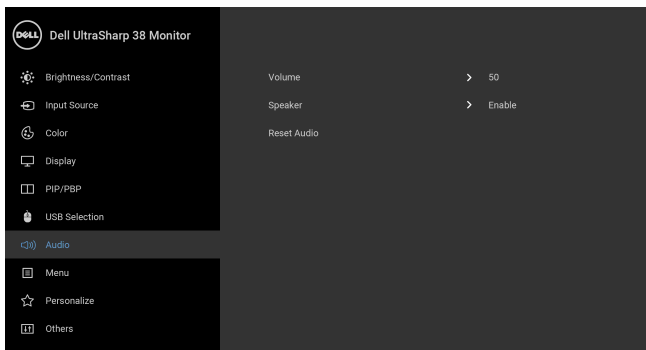 DELL Dell UltraSharp 38 Monitor
Brightness/Contrast
Volume 50
Input Source
Speaker Enable
Color
Reset Audio
Display
PIP/PBP
USB Selection
Audio
Menu
Personalize
Others